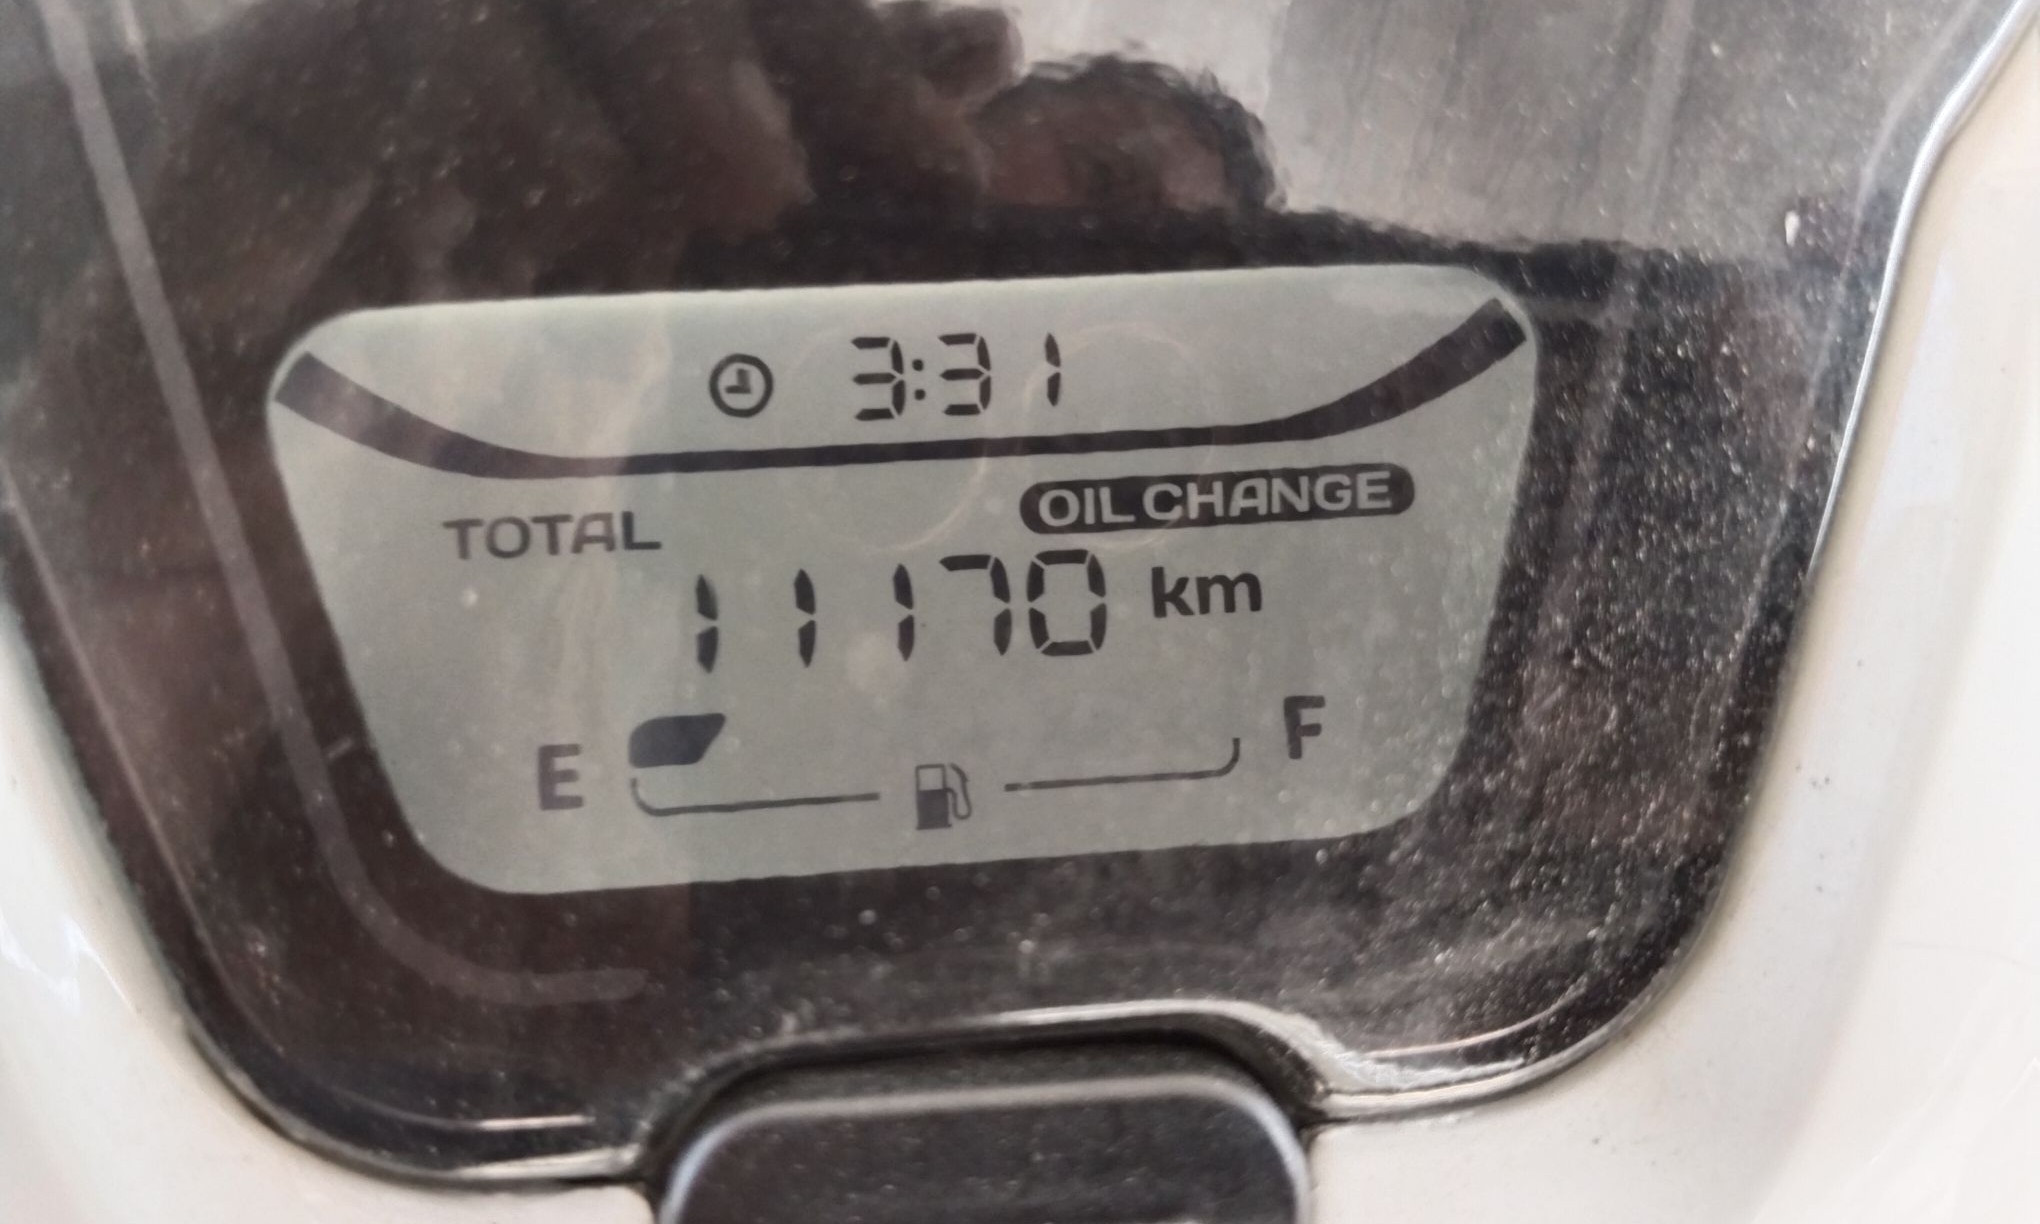 3:31
TOTAL OIL CHANGE
11170 km
E F